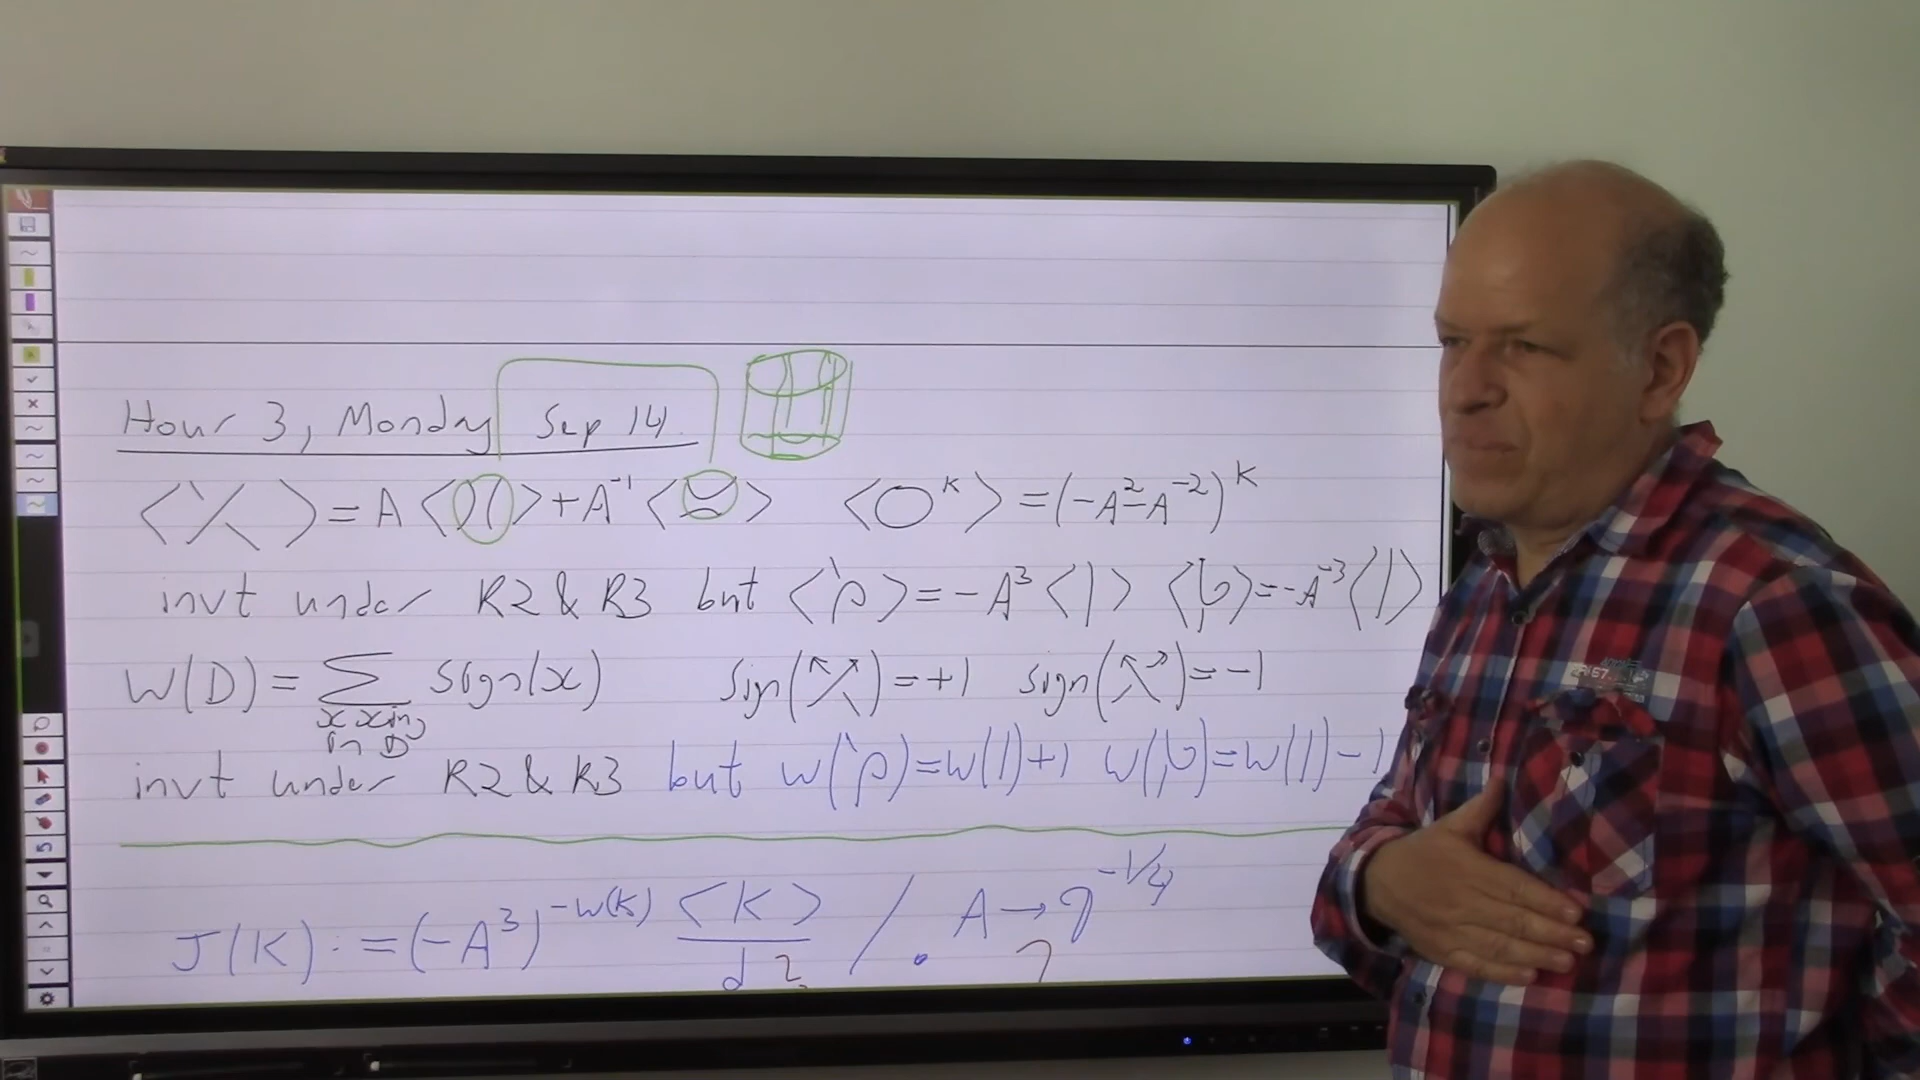 Hour 3, Monday Sep 14
⟨⤫⟩ = A⟨)(⟩ + A⁻¹⟨≍⟩ ⟨○ᵏ⟩ = (-A²-A⁻²)ᵏ
invt under R2 & R3 but ⟨ ⟩ = -A³⟨|⟩ ⟨ ⟩ = -A⁻³⟨|⟩
W(D) = ∑ sign(x) sign( ) = +1 sign( ) = -1
x xing
in D
invt under R2 & R3 but w( ) = w(|)+1 w( ) = w(|)-1
J(K) := (-A³)^{-w(K)} ⟨K⟩/d /. A → q^{-1/4}
? ?